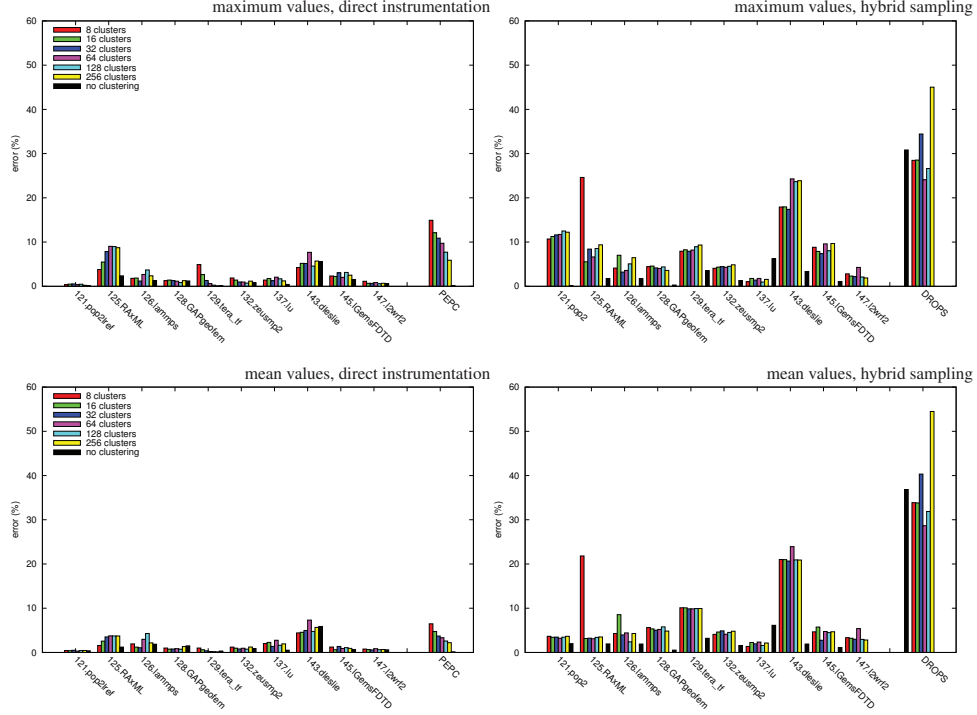 maximum values, direct instrumentation
60
50
40
30
20
10
0
error (%)
8 clusters
16 clusters
32 clusters
64 clusters
128 clusters
256 clusters
no clustering
121.pop2lref
125.RAxML
126.lammps
128.GAPgeofem
129.tera_tf
132.zeusmp2
137.lu
143.dleslie
145.lGemsFDTD
147.l2wrf2
PEPC
maximum values, hybrid sampling
60
50
40
30
20
10
0
error (%)
121.pop2
125.RAxML
126.lammps
128.GAPgeofem
129.tera_tf
132.zeusmp2
137.lu
143.dleslie
145.lGemsFDTD
147.l2wrf2
DROPS
mean values, direct instrumentation
60
50
40
30
20
10
0
error (%)
8 clusters
16 clusters
32 clusters
64 clusters
128 clusters
256 clusters
no clustering
121.pop2lref
125.RAxML
126.lammps
128.GAPgeofem
129.tera_tf
132.zeusmp2
137.lu
143.dleslie
145.lGemsFDTD
147.l2wrf2
PEPC
mean values, hybrid sampling
60
50
40
30
20
10
0
error (%)
121.pop2
125.RAxML
126.lammps
128.GAPgeofem
129.tera_tf
132.zeusmp2
137.lu
143.dleslie
145.lGemsFDTD
147.l2wrf2
DROPS